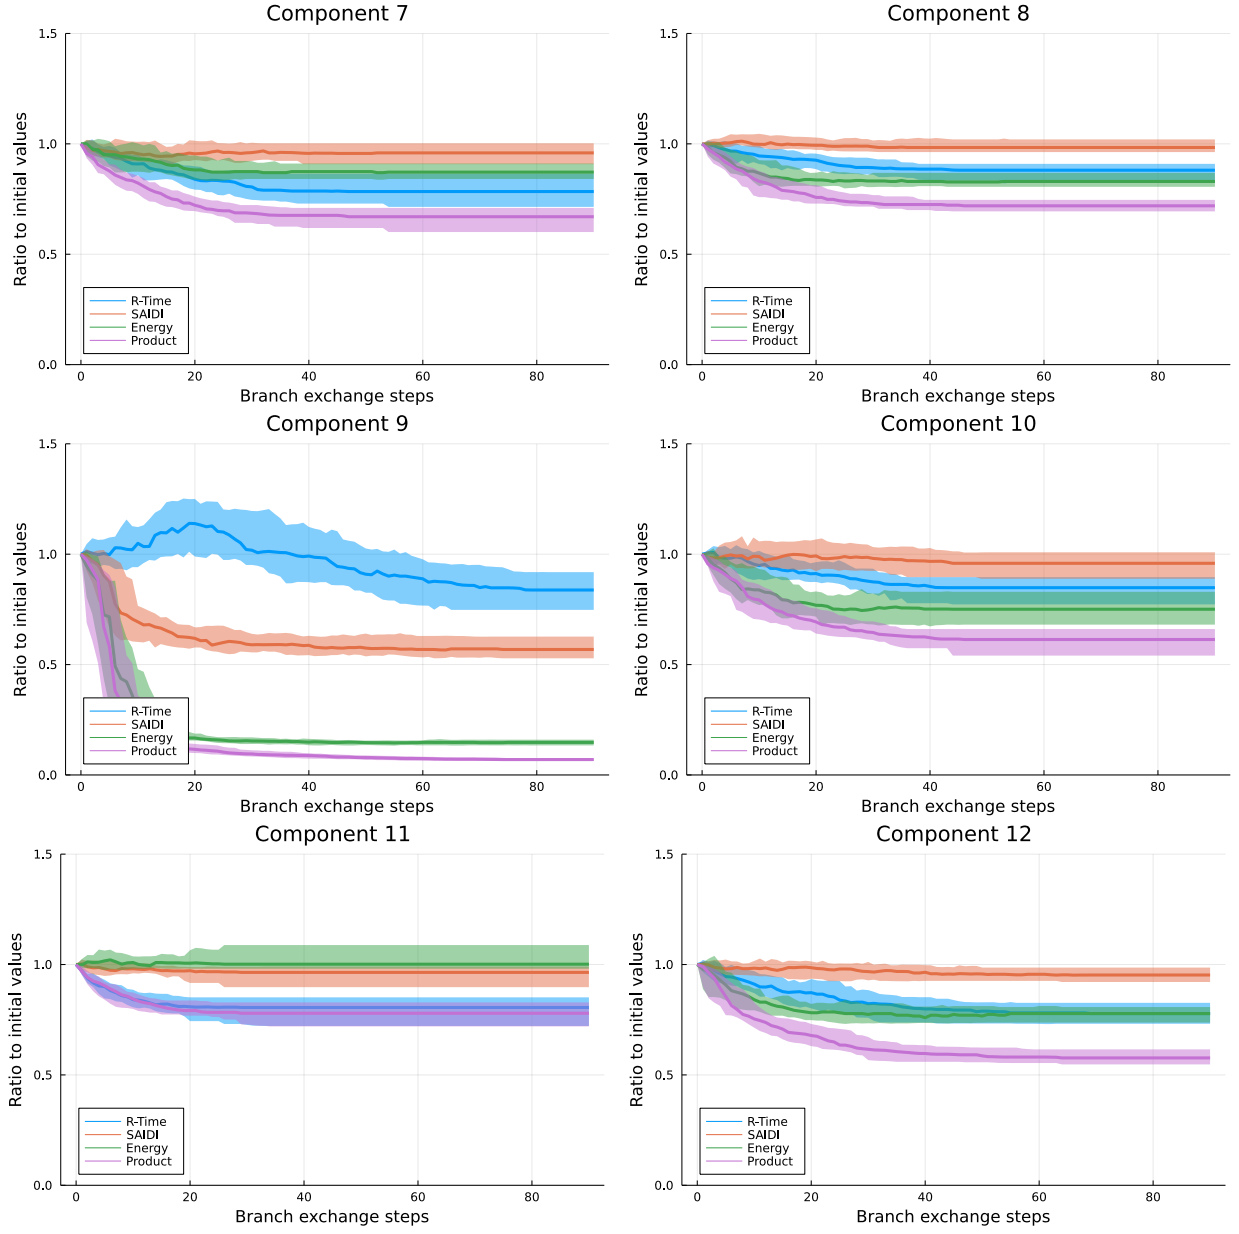 Component 7
1.5
1.0
0.5
0.0
Ratio to initial values
R-Time
SAIDI
Energy
Product
0 20 40 60 80
Branch exchange steps
Component 8
1.5
1.0
0.5
0.0
Ratio to initial values
R-Time
SAIDI
Energy
Product
0 20 40 60 80
Branch exchange steps
Component 9
1.5
1.0
0.5
0.0
Ratio to initial values
R-Time
SAIDI
Energy
Product
0 20 40 60 80
Branch exchange steps
Component 10
1.5
1.0
0.5
0.0
Ratio to initial values
R-Time
SAIDI
Energy
Product
0 20 40 60 80
Branch exchange steps
Component 11
1.5
1.0
0.5
0.0
Ratio to initial values
R-Time
SAIDI
Energy
Product
0 20 40 60 80
Branch exchange steps
Component 12
1.5
1.0
0.5
0.0
Ratio to initial values
R-Time
SAIDI
Energy
Product
0 20 40 60 80
Branch exchange steps